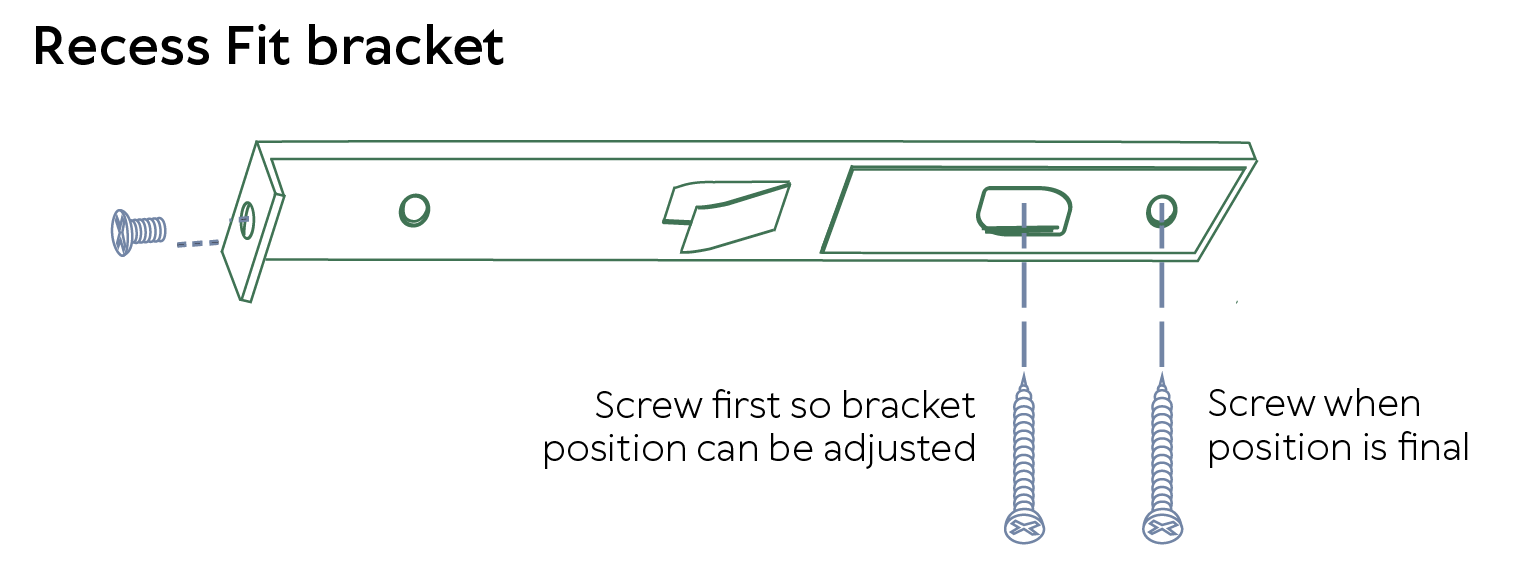 Recess Fit bracket
Screw first so bracket
position can be adjusted
Screw when
position is final